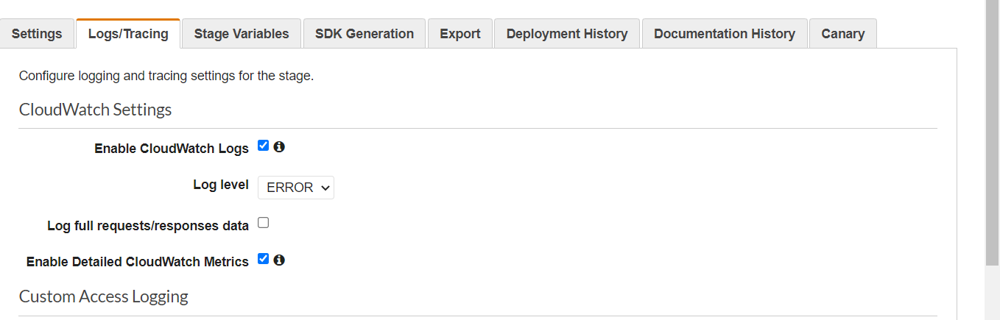 Settings Logs/Tracing Stage Variables SDK Generation Export Deployment History Documentation History Canary
Configure logging and tracing settings for the stage.
CloudWatch Settings
Enable CloudWatch Logs
Log level ERROR
Log full requests/responses data
Enable Detailed CloudWatch Metrics
Custom Access Logging